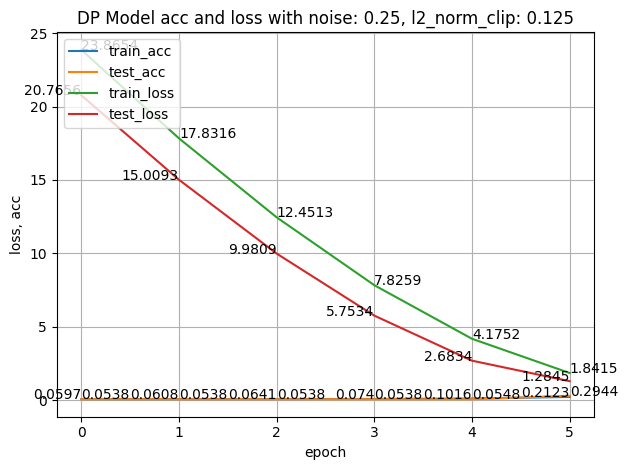 DP Model acc and loss with noise: 0.25, l2_norm_clip: 0.125
25
20
15
10
5
0
loss, acc
train_acc
test_acc
train_loss
test_loss
23.8654
20.7656
17.8316
15.0093
12.4513
9.9809
7.8259
5.7534
4.1752
2.6834
1.8415
1.2845
0.0597 0.0538 0.0608 0.0538 0.0641 0.0538 0.074 0.0538 0.1016 0.0548 0.2123 0.2944
0 1 2 3 4 5
epoch